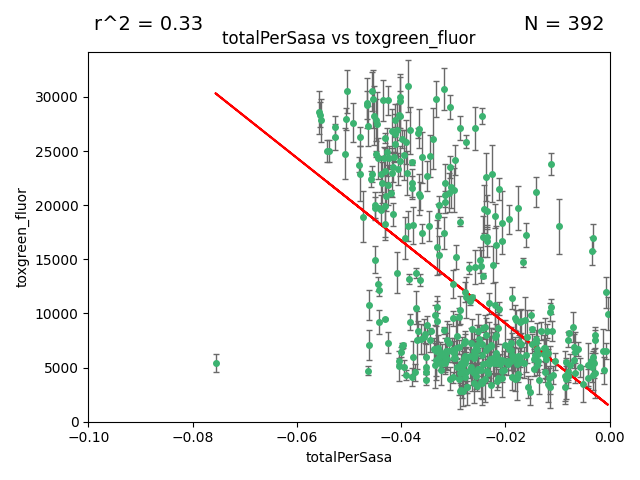 r^2 = 0.33
N = 392
totalPerSasa vs toxgreen_fluor
toxgreen_fluor
30000
25000
20000
15000
10000
5000
0
−0.10
−0.08
−0.06
−0.04
−0.02
0.00
totalPerSasa